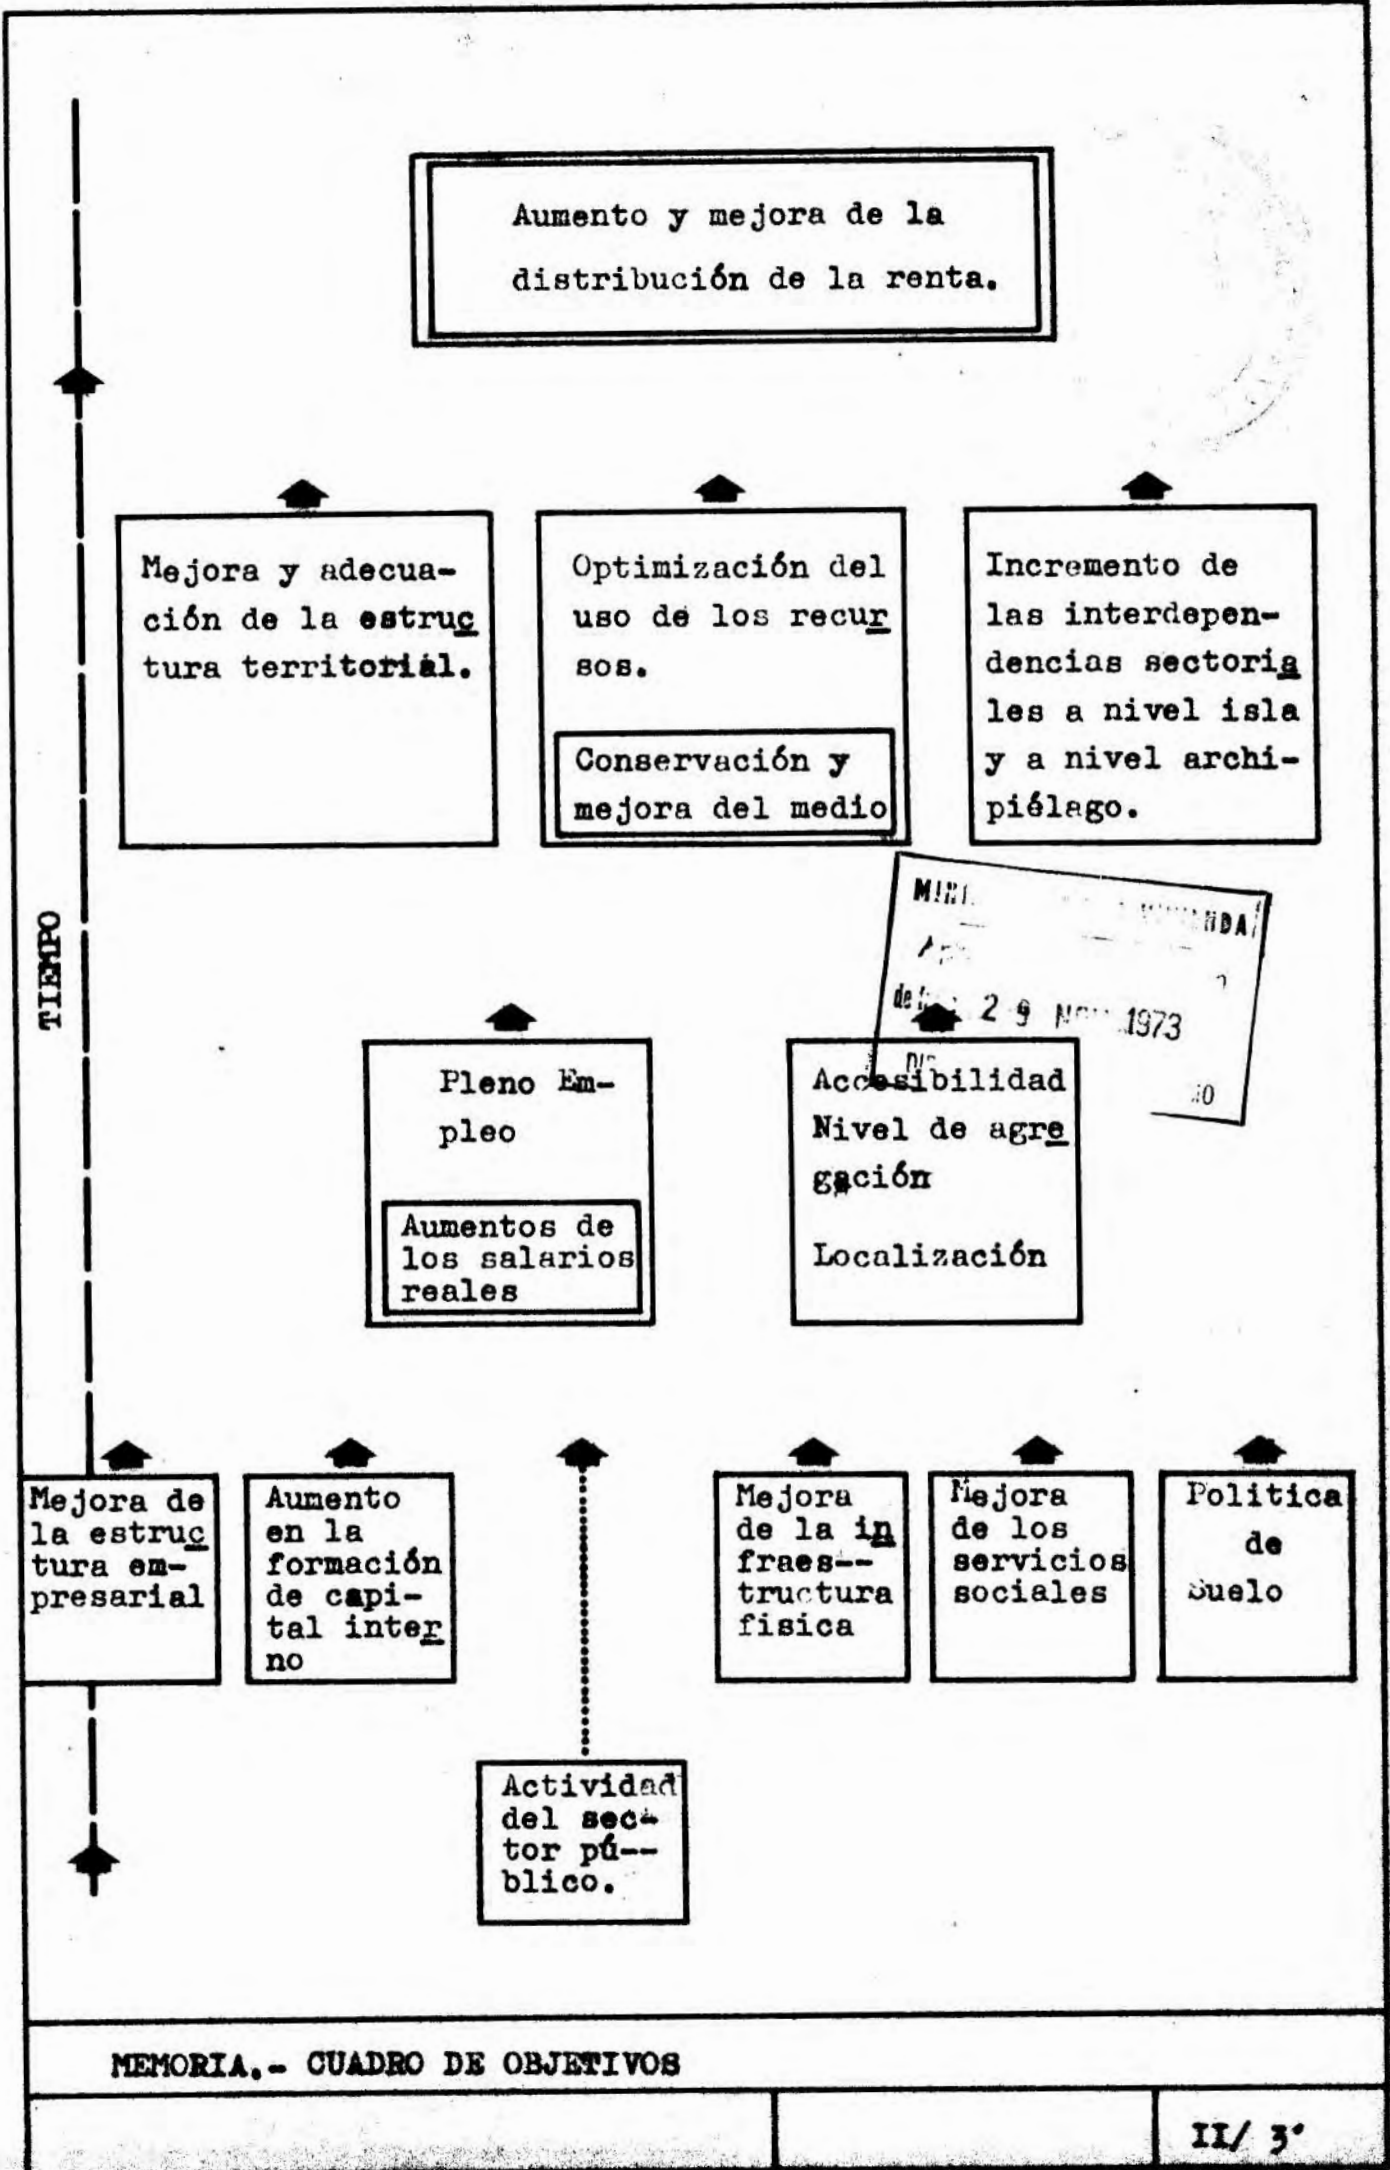 Aumento y mejora de la
distribución de la renta.
Mejora y adecua-
ción de la estruc
tura territorial.
Optimización del
uso de los recur
sos.
Conservación y
mejora del medio
Incremento de
las interdepen-
dencias sectoria
les a nivel isla
y a nivel archi-
piélago.
TIEMPO
29 1973
Pleno Em-
pleo
Aumentos de
los salarios
reales
Accesibilidad
Nivel de agre
gación
Localización
Mejora de
la estruc
tura em-
presarial
Aumento
en la
formación
de capi-
tal inter
no
Mejora
de la in
fraes--
tructura
fisica
Mejora
de los
servicios
sociales
Politica
de
Suelo
Actividad
del sec-
tor pú--
blico.
MEMORIA.- CUADRO DE OBJETIVOS
II/ 3